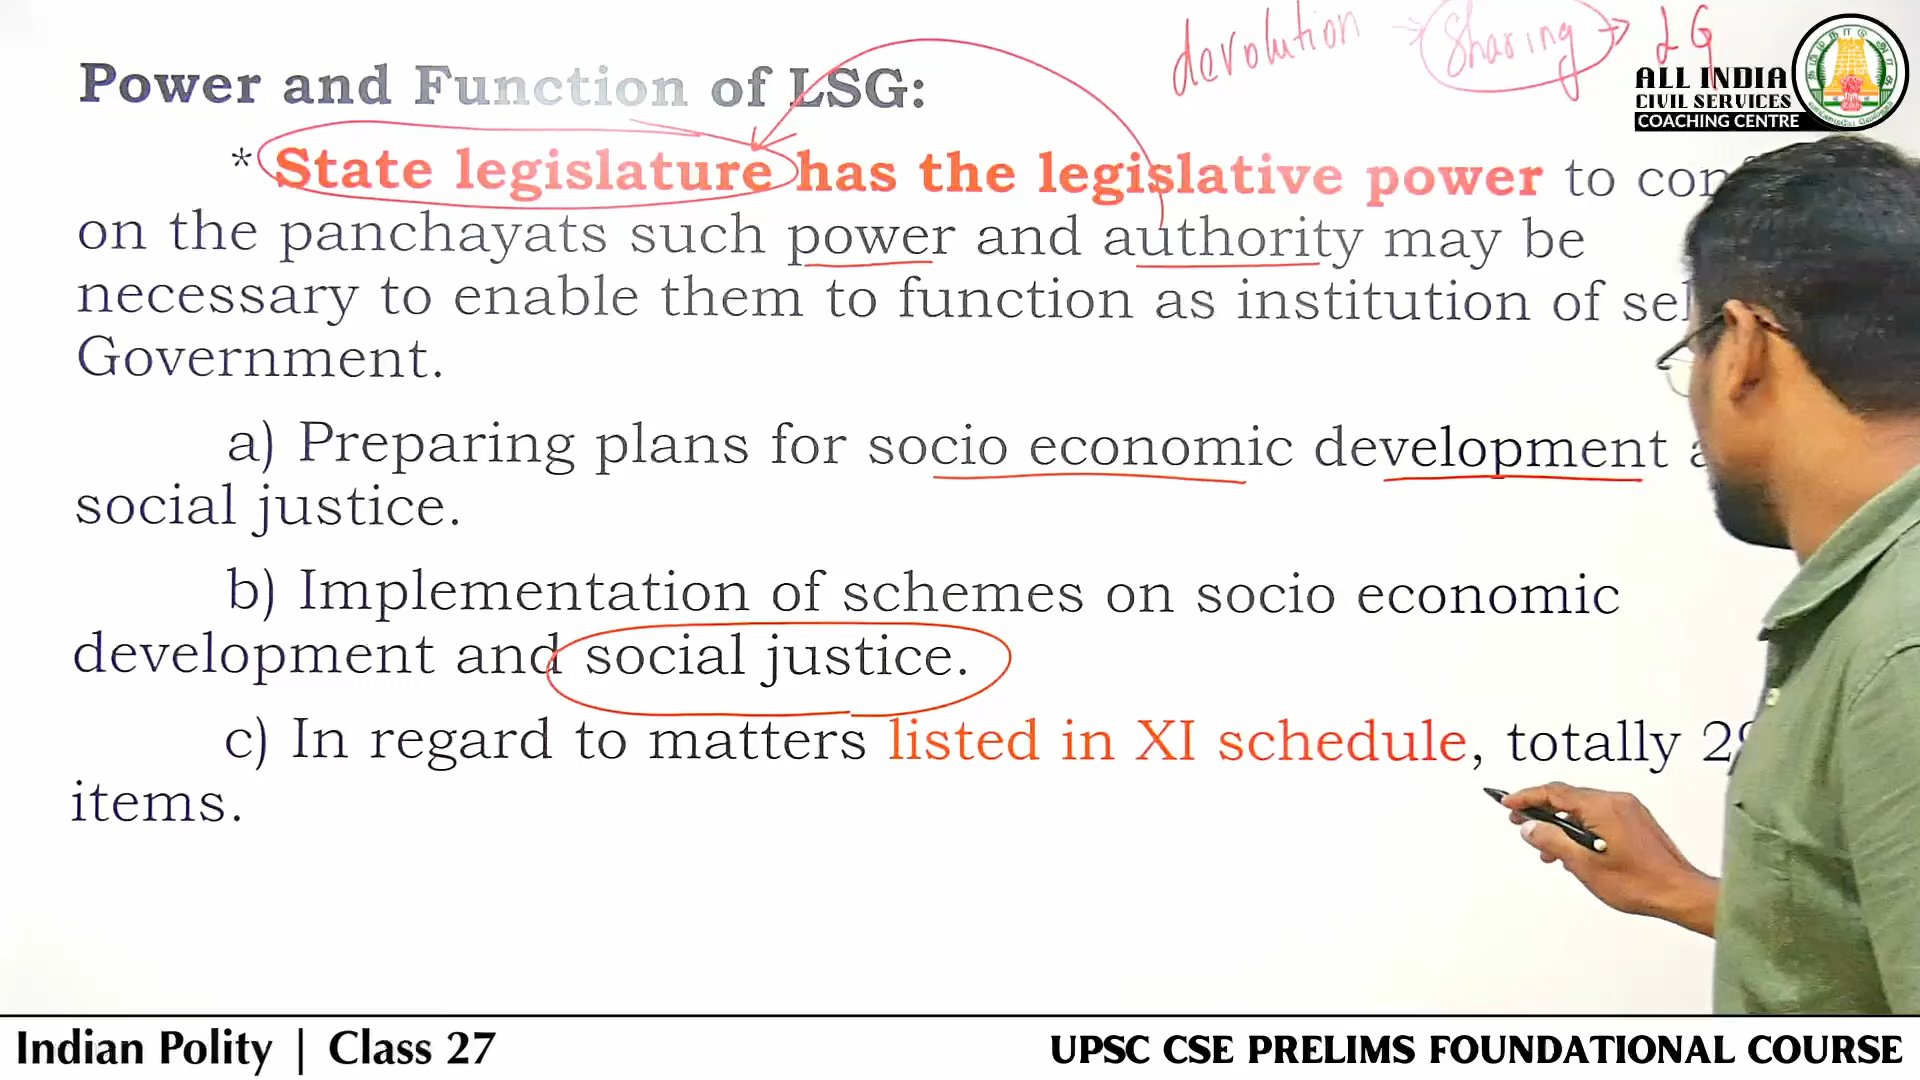 devolution → Sharing → LG
Power and Function of LSG:
ALL INDIA
CIVIL SERVICES
COACHING CENTRE
* State legislature has the legislative power to con
on the panchayats such power and authority may be
necessary to enable them to function as institution of sel
Government.
a) Preparing plans for socio economic development a
social justice.
b) Implementation of schemes on socio economic
development and social justice.
c) In regard to matters listed in XI schedule, totally 2
items.
Indian Polity | Class 27
UPSC CSE PRELIMS FOUNDATIONAL COURSE